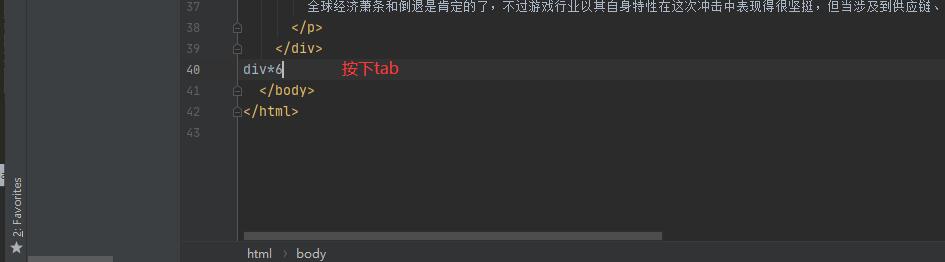 37 全球经济萧条和倒退是肯定的了，不过游戏行业以其自身特性在这次冲击中表现得很坚挺，但当涉及到供应链、
38 </p>
39 </div>
40 div*6 按下tab
41 </body>
42 </html>
43
2: Favorites
html › body